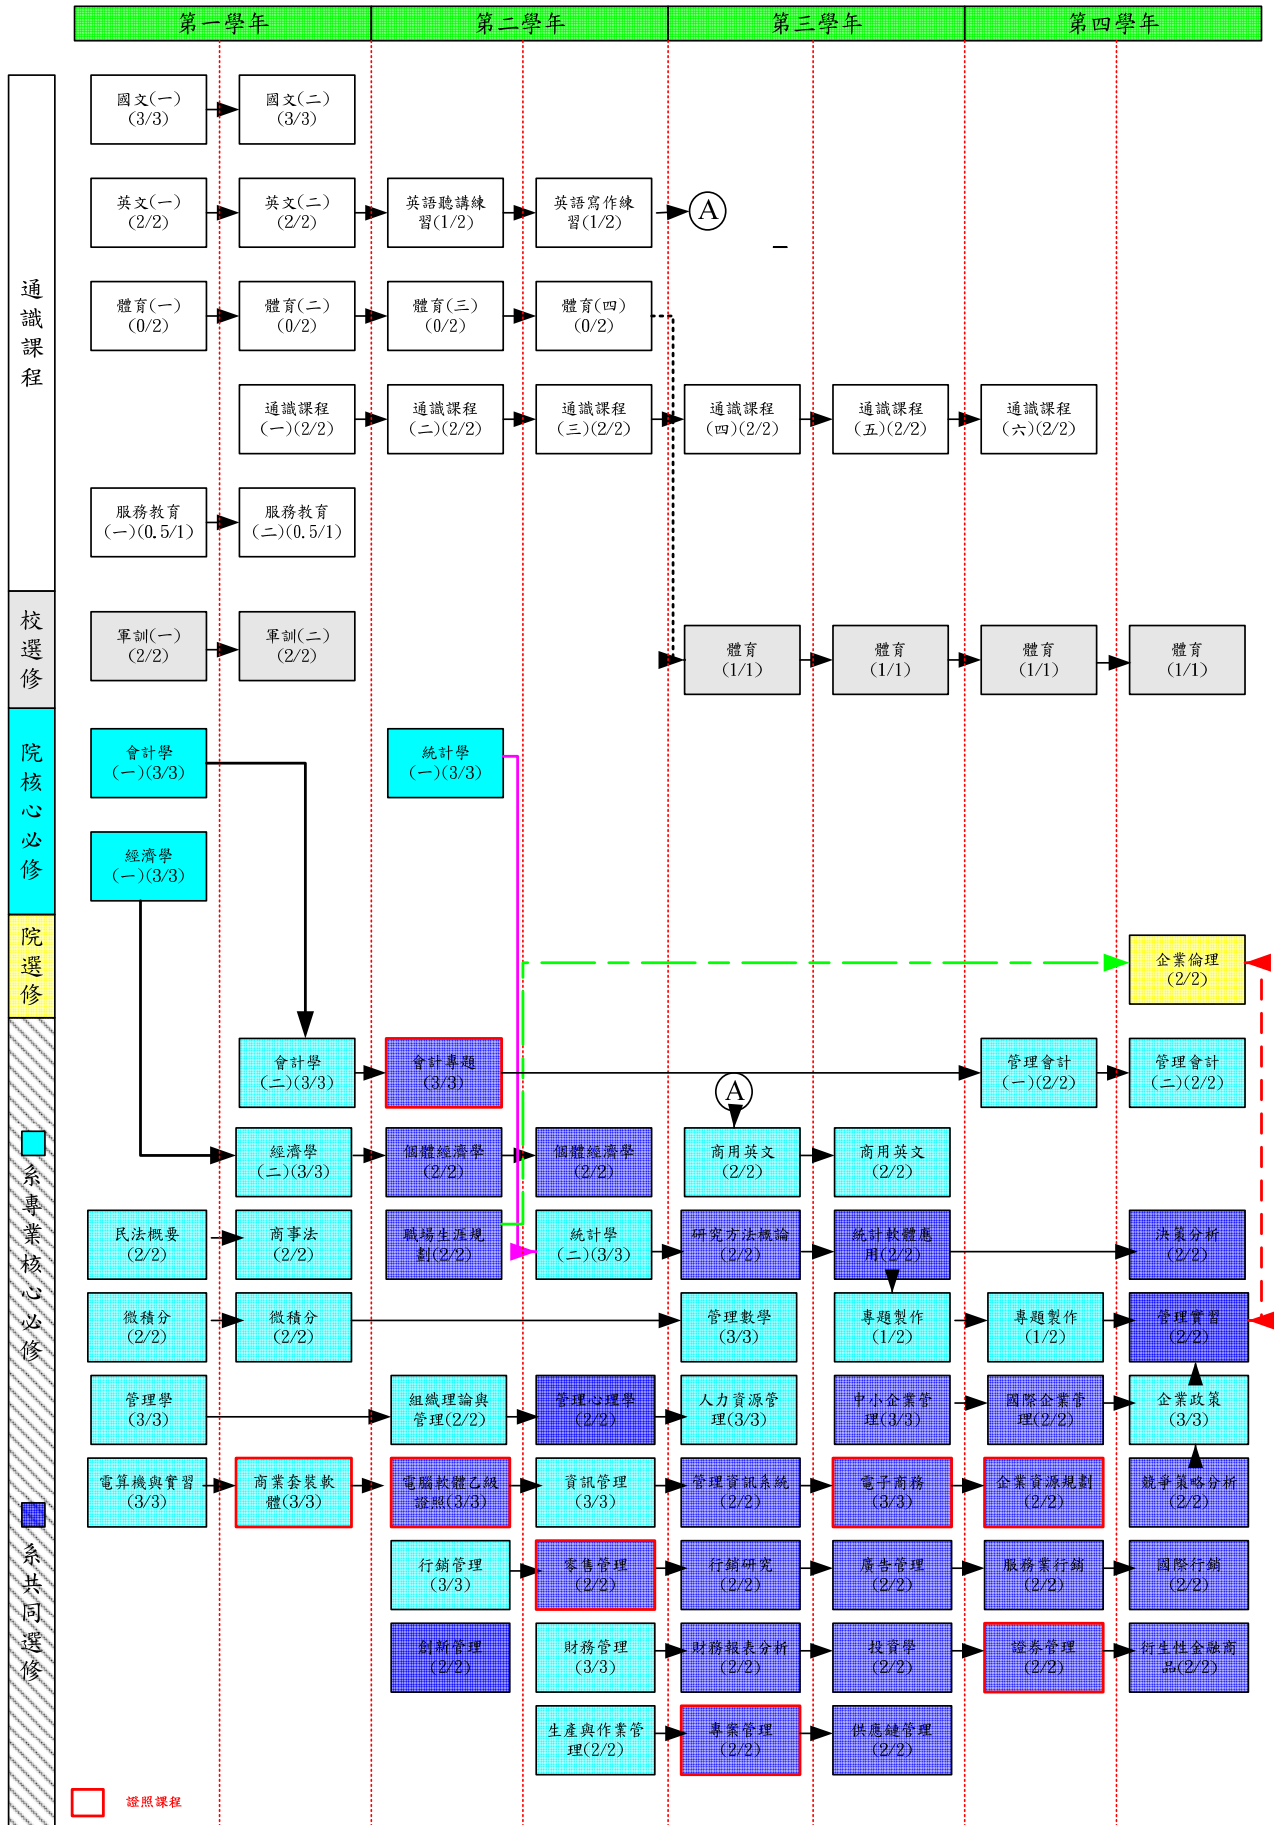 第一學年
第二學年
第三學年
第四學年
通識課程
國文(一)
(3/3)
國文(二)
(3/3)
英文(一)
(2/2)
英文(二)
(2/2)
英語聽講練
習(1/2)
英語寫作練
習(1/2)
A
體育(一)
(0/2)
體育(二)
(0/2)
體育(三)
(0/2)
體育(四)
(0/2)
通識課程
(一)(2/2)
通識課程
(二)(2/2)
通識課程
(三)(2/2)
通識課程
(四)(2/2)
通識課程
(五)(2/2)
通識課程
(六)(2/2)
服務教育
(一)(0.5/1)
服務教育
(二)(0.5/1)
校選修
軍訓(一)
(2/2)
軍訓(二)
(2/2)
體育
(1/1)
體育
(1/1)
體育
(1/1)
體育
(1/1)
院核心必修
會計學
(一)(3/3)
統計學
(一)(3/3)
經濟學
(一)(3/3)
院選修
企業倫理
(2/2)
系專業核心必修
系共同選修
會計學
(二)(3/3)
會計專題
(3/3)
管理會計
(一)(2/2)
管理會計
(二)(2/2)
A
經濟學
(二)(3/3)
個體經濟學
(2/2)
個體經濟學
(2/2)
商用英文
(2/2)
商用英文
(2/2)
民法概要
(2/2)
商事法
(2/2)
職場生涯規
劃(2/2)
統計學
(二)(3/3)
研究方法概論
(2/2)
統計軟體應
用(2/2)
決策分析
(2/2)
微積分
(2/2)
微積分
(2/2)
管理數學
(3/3)
專題製作
(1/2)
專題製作
(1/2)
管理實習
(2/2)
管理學
(3/3)
組織理論與
管理(2/2)
管理心理學
(2/2)
人力資源管
理(3/3)
中小企業管
理(3/3)
國際企業管
理(2/2)
企業政策
(3/3)
電算機與實習
(3/3)
商業套裝軟
體(3/3)
電腦軟體乙級
證照(3/3)
資訊管理
(3/3)
管理資訊系統
(2/2)
電子商務
(3/3)
企業資源規劃
(2/2)
競爭策略分析
(2/2)
行銷管理
(3/3)
零售管理
(2/2)
行銷研究
(2/2)
廣告管理
(2/2)
服務業行銷
(2/2)
國際行銷
(2/2)
創新管理
(2/2)
財務管理
(3/3)
財務報表分析
(2/2)
投資學
(2/2)
證券管理
(2/2)
衍生性金融商
品(2/2)
生產與作業管
理(2/2)
專案管理
(2/2)
供應鏈管理
(2/2)
證照課程